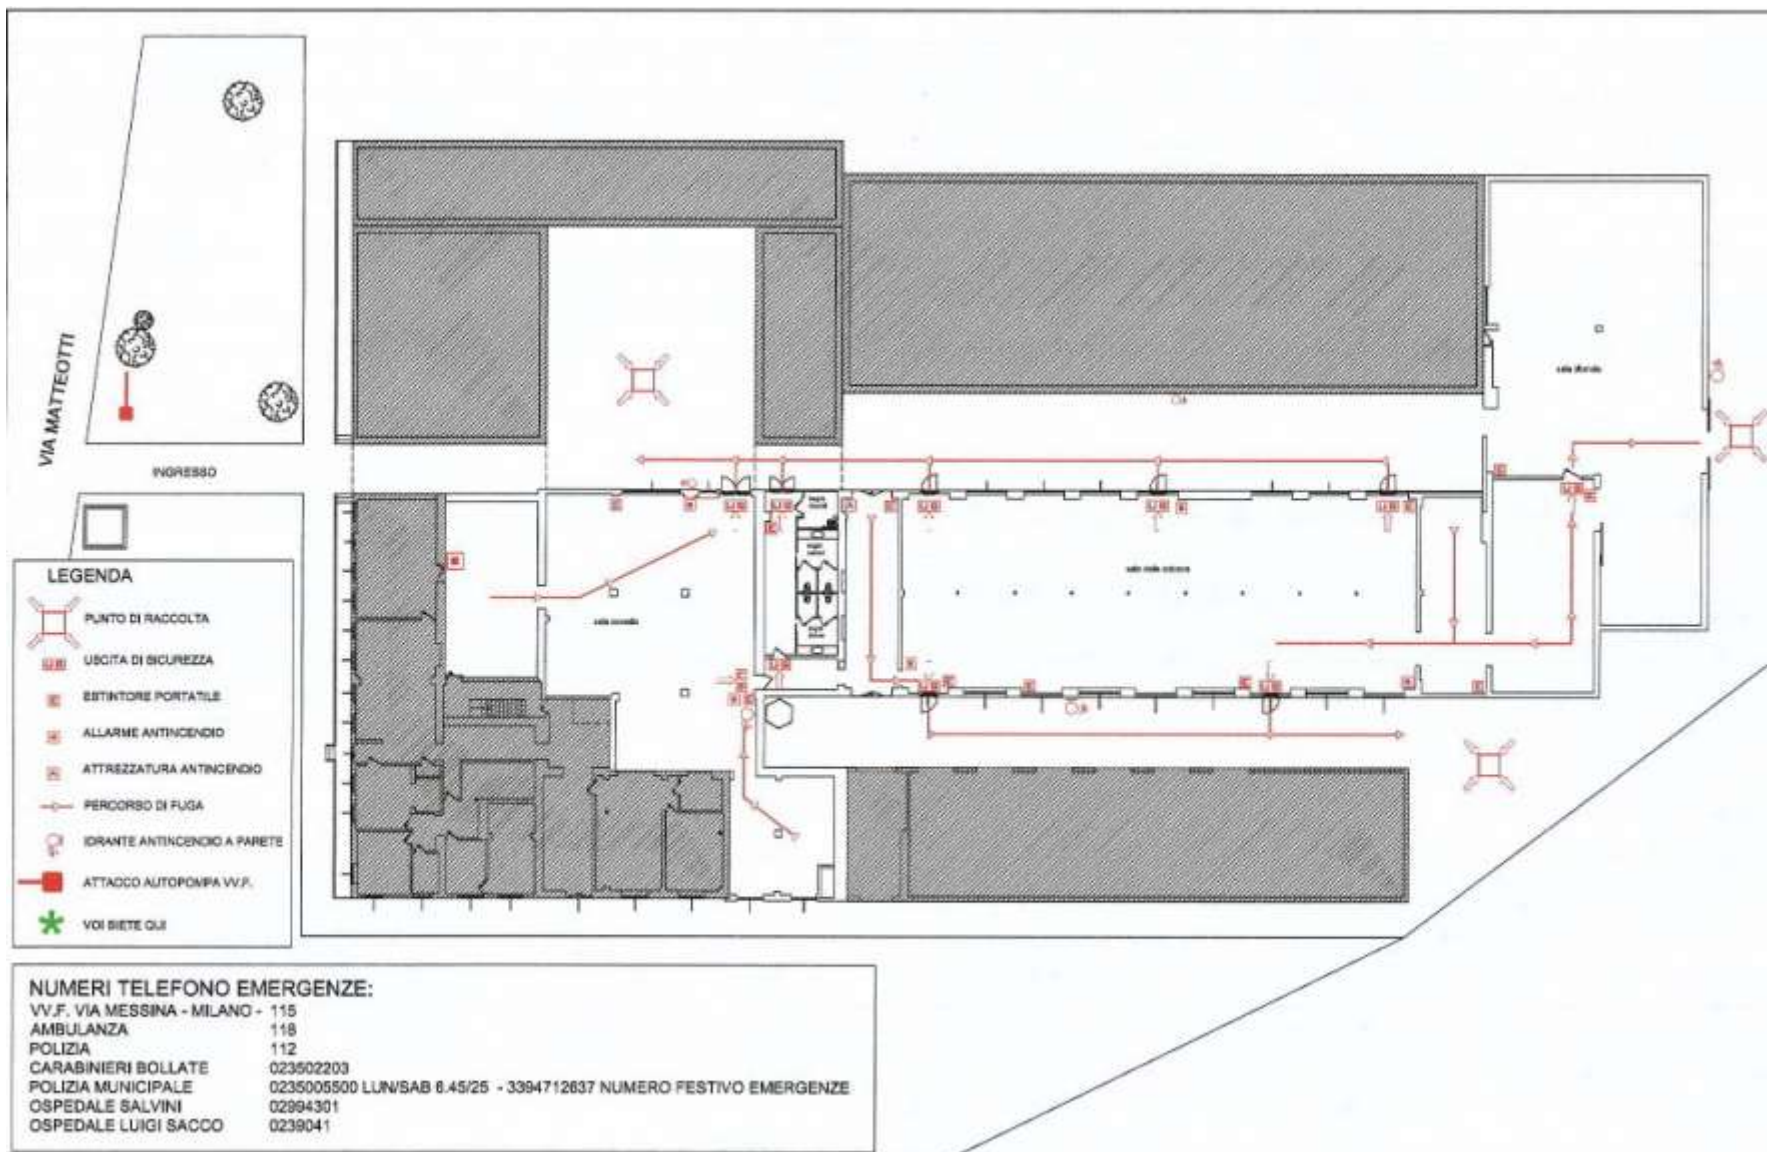 VIA MATTEOTTI
INGRESSO
LEGENDA
PUNTO DI RACCOLTA
USCITA DI SICUREZZA
ESTINTORE PORTATILE
ALLARME ANTINCENDIO
ATTREZZATURA ANTINCENDIO
PERCORSO DI FUGA
IDRANTE ANTINCENDIO A PARETE
ATTACCO AUTOPOMPA VV.F.
VOI SIETE QUI
NUMERI TELEFONO EMERGENZE:
VV.F. VIA MESSINA - MILANO - 115
AMBULANZA 118
POLIZIA 112
CARABINIERI BOLLATE 023502203
POLIZIA MUNICIPALE 0235005500 LUN/SAB 6.45/25 - 3394712637 NUMERO FESTIVO EMERGENZE
OSPEDALE SALVINI 02994301
OSPEDALE LUIGI SACCO 0239041